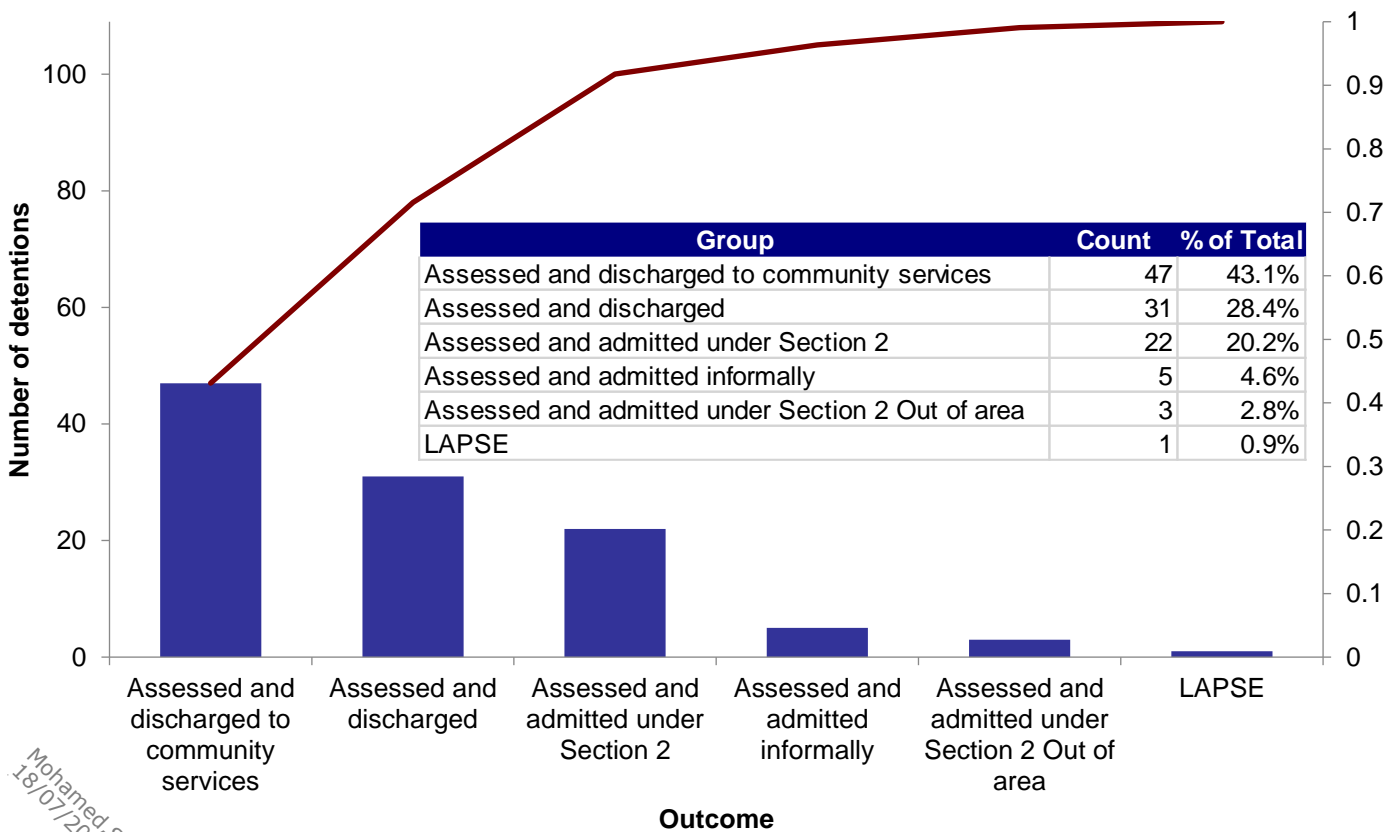 1
100
0.9
0.8
80
0.7
Group Count % of Total
Assessed and discharged to community services 47 43.1%
Assessed and discharged 31 28.4%
Assessed and admitted under Section 2 22 20.2%
Assessed and admitted informally 5 4.6%
Assessed and admitted under Section 2 Out of area 3 2.8%
LAPSE 1 0.9%
0.6
60
0.5
0.4
40
0.3
0.2
20
0.1
0
0
Number of detentions
Assessed and
discharged to
community
services
Assessed and
discharged
Assessed and
admitted under
Section 2
Assessed and
admitted
informally
Assessed and
admitted under
Section 2 Out of
area
LAPSE
Outcome